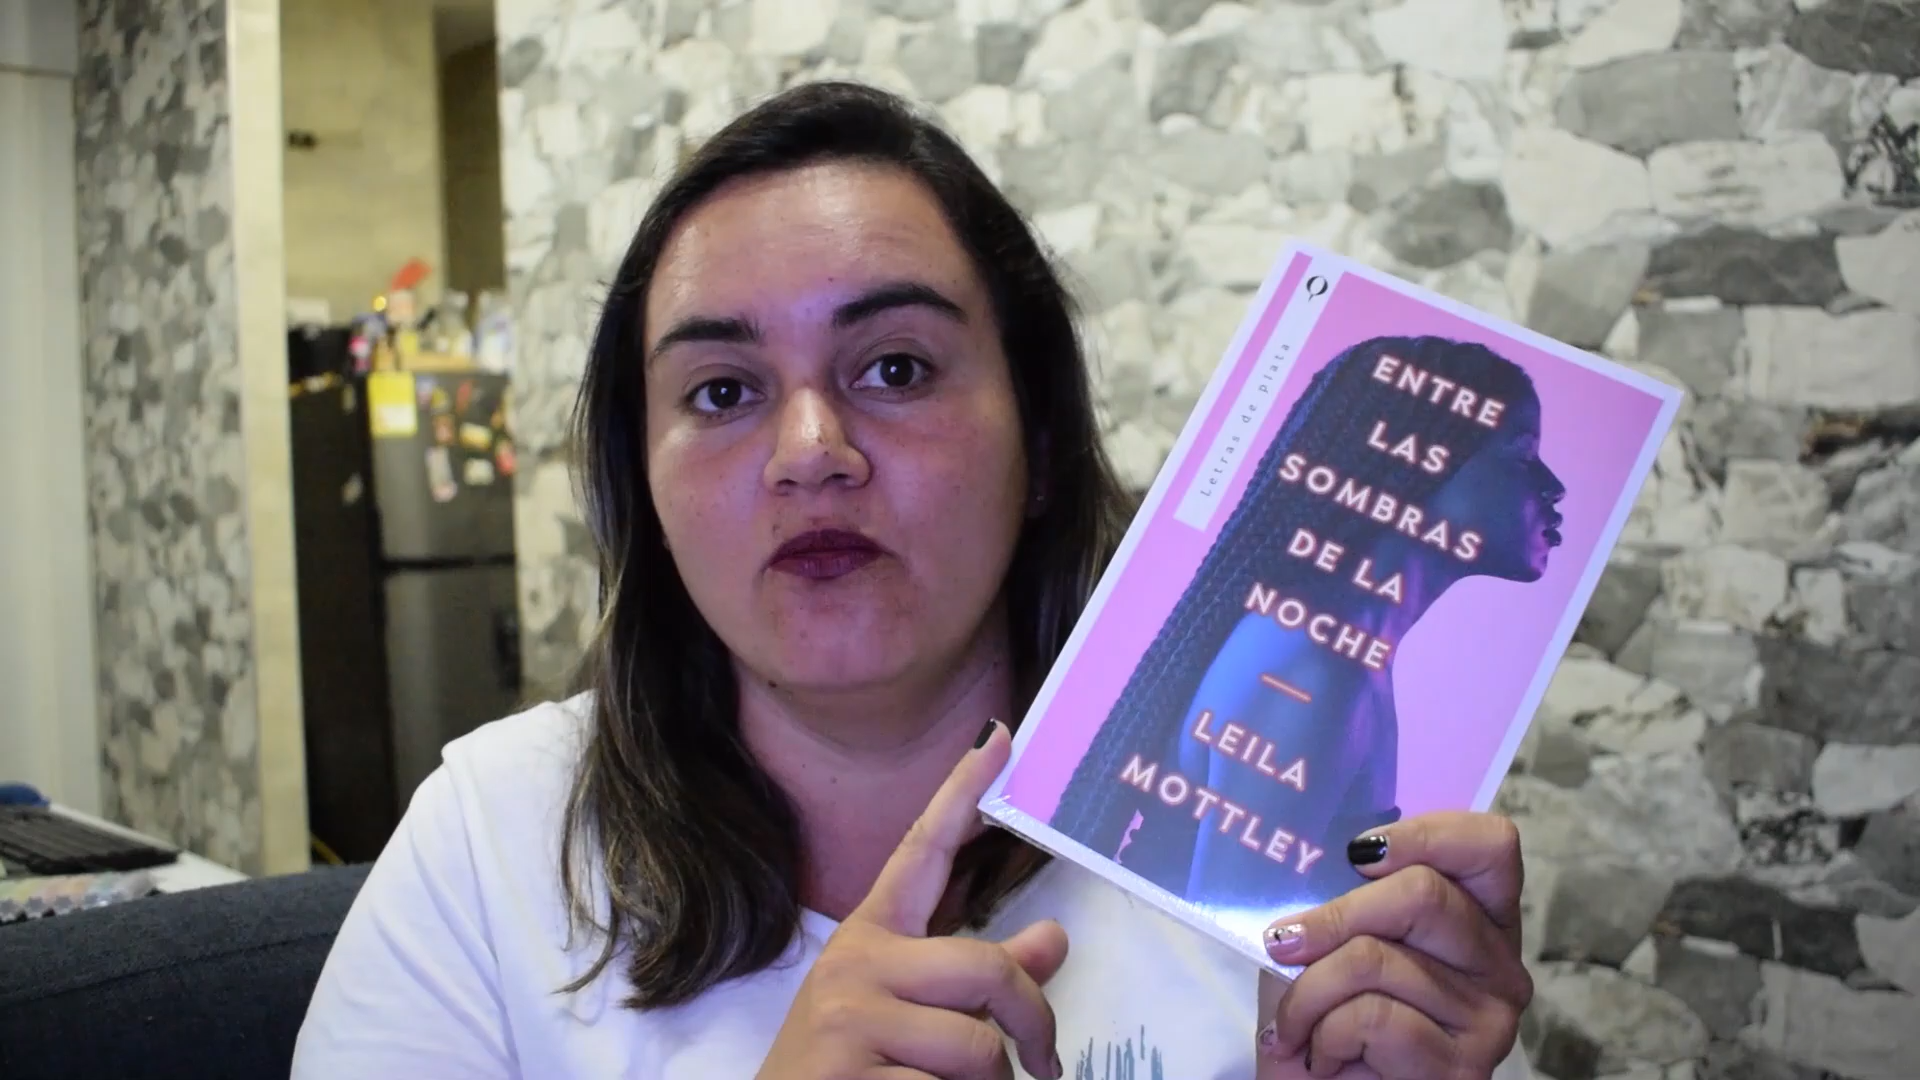 Letras de Plata
ENTRE
LAS
SOMBRAS
DE LA
NOCHE
LEILA
MOTTLEY